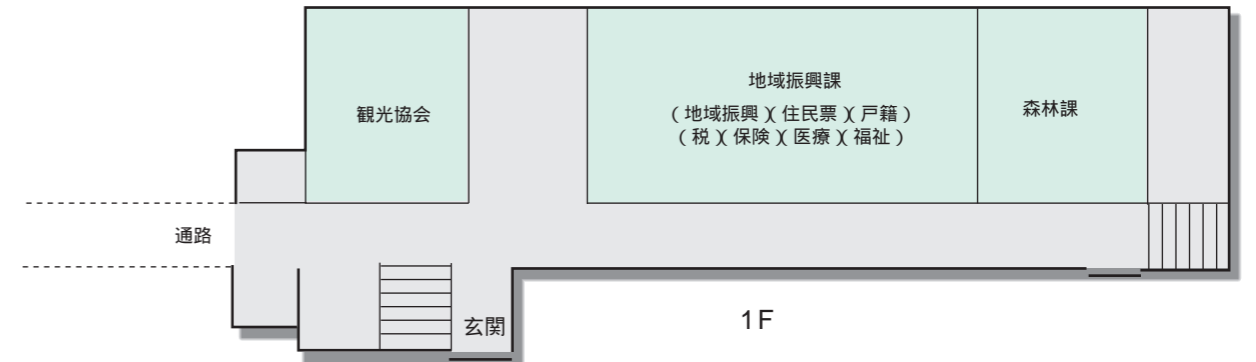 観光協会
地域振興課
(地域振興)(住民票)(戸籍)
(税)(保険)(医療)(福祉)
森林課
通路
玄関
1F